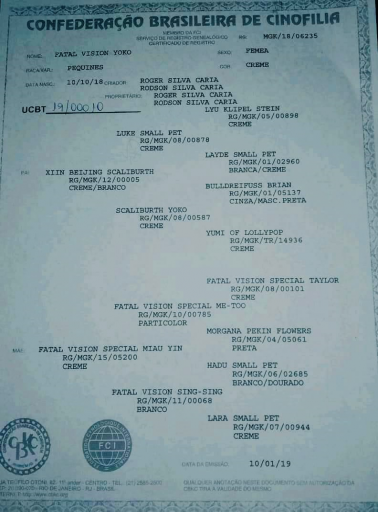 CONFEDERAÇÃO BRASILEIRA DE CINOFILIA
MEMBRO DA FCI
SERVIÇO DE REGISTRO GENEALÓGICO
CERTIFICADO DE REGISTRO
MGK/18/04235
NOME: FATAL VISION YOKO
SEXO: FEMEA
RAÇA/VAR.: PEQUINES
COR: CREME
DATA NASC.: 10/10/18 CRIADOR: ROGER SILVA CARIA
RODSON SILVA CARIA
PROPRIETÁRIO: ROGER SILVA CARIA
RODSON SILVA CARIA
UCBT 19/00010
LYU KLIPEL STEIN
RG/MGK/05/00898
CREME
LUKE SMALL PET
RG/MGK/08/00878
CREME
LAYDE SMALL PET
RG/MGK/01/02960
BRANCA/CREME
PAI: XIIN BEIJING SCALIBURTH
RG/MGK/12/00005
CREME/BRANCO
BULLDREIFUSS BRIAN
RG/MGK/01/05137
CINZA/MASC.PRETA
SCALIBURTH YOKO
RG/MGK/08/00587
CREME
YUMI OF LOLLYPOP
RG/MGK/TR/14936
CREME
FATAL VISION SPECIAL TAYLOR
RG/MGK/08/00101
CREME
FATAL VISION SPECIAL ME-TOO
RG/MGK/10/00785
PARTICOLOR
MORGANA PEKIN FLOWERS
RG/MGK/04/05061
PRETA
MÃE: FATAL VISION SPECIAL MIAU YIN
RG/MGK/15/05200
CREME
HADU SMALL PET
RG/MGK/06/02685
BRANCO/DOURADO
FATAL VISION SING-SING
RG/MGK/11/00068
BRANCO
LARA SMALL PET
RG/MGK/07/00944
CREME
FCI
DATA DA EMISSÃO: 10/01/19